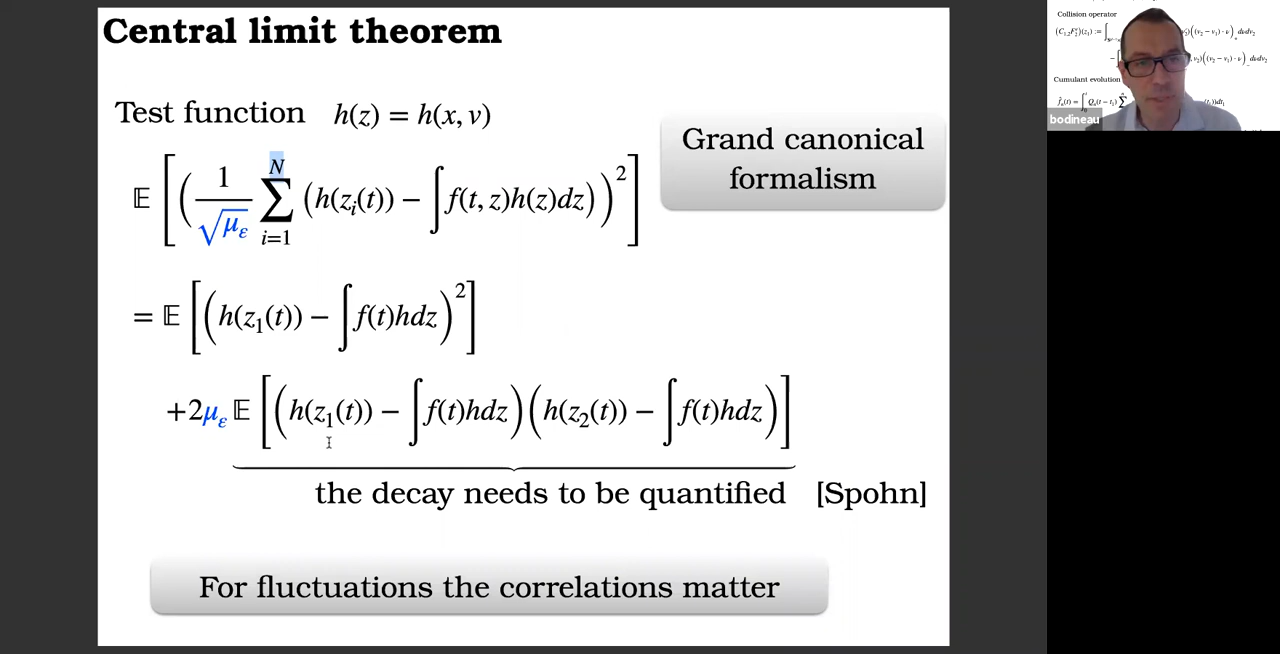 Central limit theorem
Test function h(z) = h(x, v)
Grand canonical
formalism
𝔼 [ ( 1/√μ_ε ∑_{i=1}^{N} ( h(z_i(t)) − ∫ f(t, z)h(z)dz ) )^2 ]
= 𝔼 [ ( h(z_1(t)) − ∫ f(t)hdz )^2 ]
+2μ_ε 𝔼 [ ( h(z_1(t)) − ∫ f(t)hdz ) ( h(z_2(t)) − ∫ f(t)hdz ) ]
the decay needs to be quantified [Spohn]
For fluctuations the correlations matter
Collision operator
Cumulant evolution
bodineau